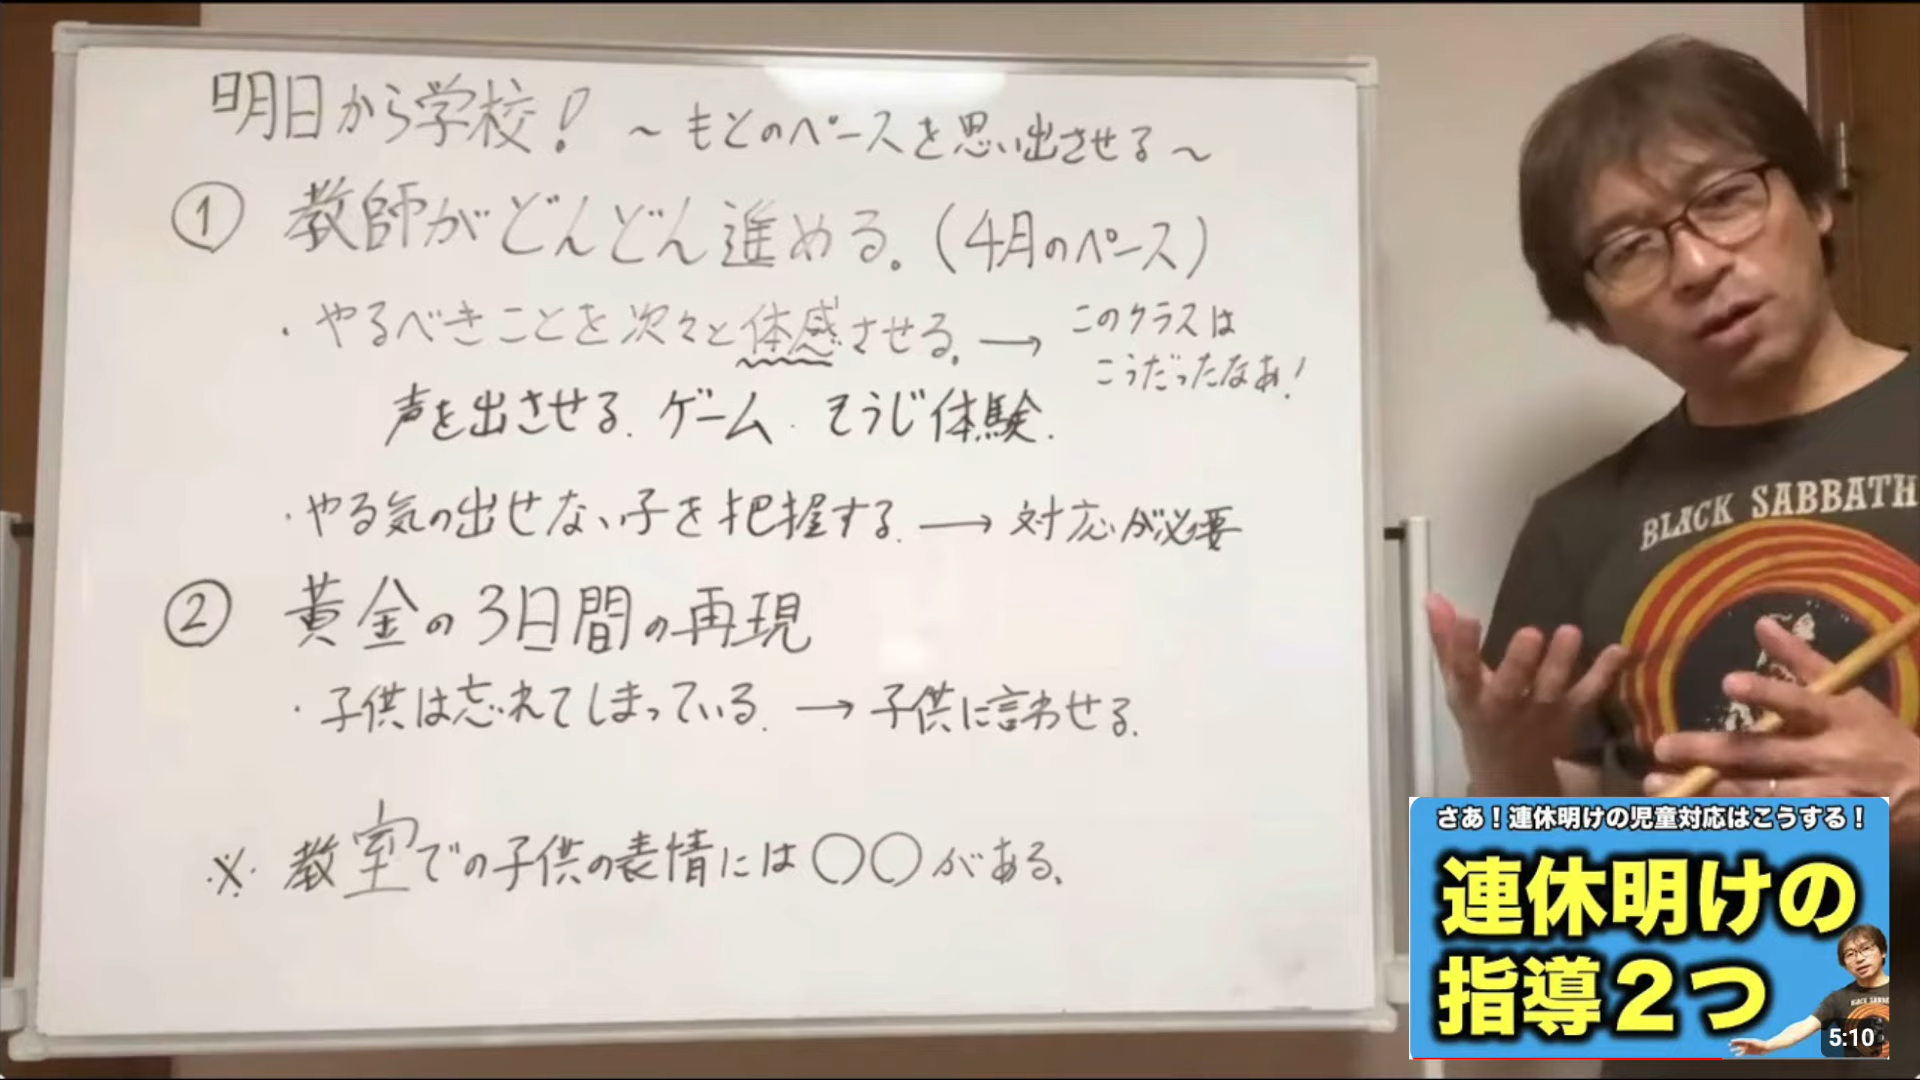 明日から学校! ～もとのペースを思い出させる～
① 教師がどんどん進める。(4月のペース)
・やるべきことを次々と体感させる。→ このクラスは
こうだったなあ!
声を出させる. ゲーム. そうじ体験.
・やる気の出せない子を把握する. → 対応が必要
② 黄金の3日間の再現
・子供は忘れてしまっている. → 子供に言わせる.
※ 教室での子供の表情には○○がある。
BLACK SABBATH
さあ！連休明けの児童対応はこうする！
連休明けの
指導2つ
5:10